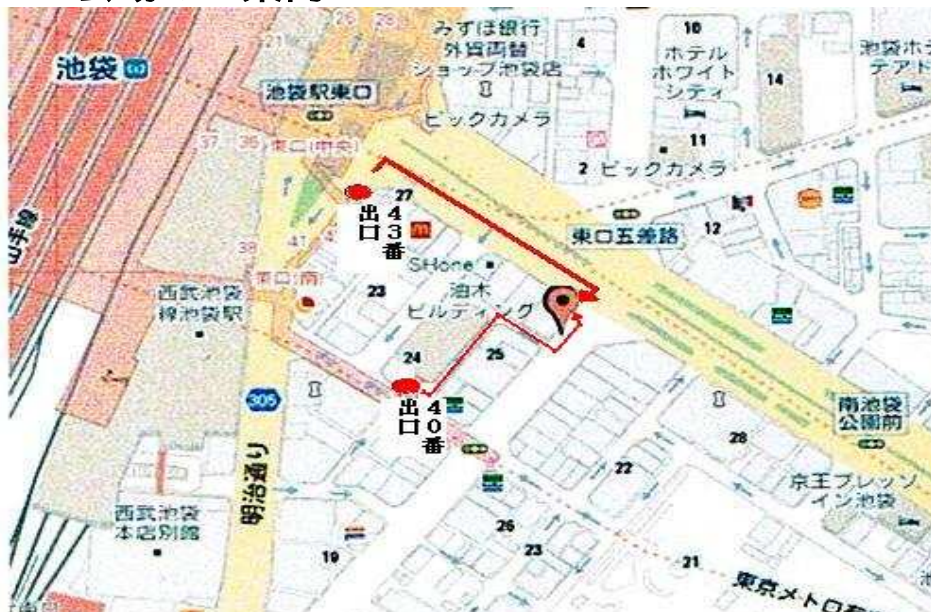 池袋
池袋駅東口
みずほ銀行
外貨両替
ショップ池袋店
ビックカメラ
4
10
ホテル
ホワイト
シティ
14
11
2 ビックカメラ
12
東口五差路
東口(中央)
37
38
41
27
43番
出口
SHone
油木
ビルディング
東口(南)
23
24
25
西武池袋
線池袋駅
山手線
305
明治通り
40番
出口
西武池袋
本店別館
19
22
26
23
28
21
南池袋
公園前
京王プレッソ
イン池袋
東京メトロ